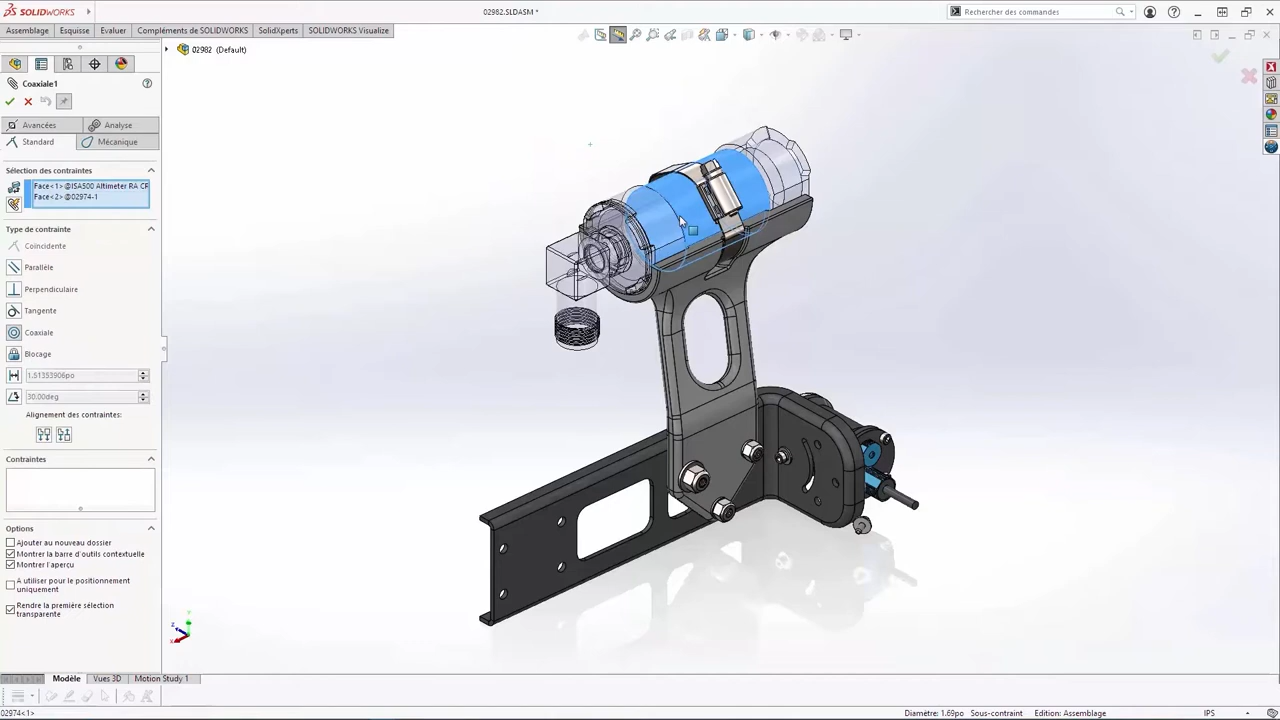 SOLIDWORKS
02982.SLDASM *
Rechercher des commandes
Assemblage
Esquisse
Evaluer
Compléments de SOLIDWORKS
SolidXperts
SOLIDWORKS Visualize
02982 (Default)
Coaxiale1
Avancées
Analyse
Standard
Mécanique
Sélection des contraintes
Face<1> @ISA500 Altimeter RA CP
Face<2> @02974-1
Type de contrainte
Coïncidente
Parallèle
Perpendiculaire
Tangente
Coaxiale
Blocage
1.51353906po
30.00deg
Alignement des contraintes:
Contraintes
Options
Ajouter au nouveau dossier
Montrer la barre d'outils contextuelle
Montrer l'aperçu
A utiliser pour le positionnement
uniquement
Rendre la première sélection
transparente
Y
Z
X
Modèle
Vues 3D
Motion Study 1
02974<1>
Diamètre: 1.69po
Sous-contraint
Edition: Assemblage
IPS